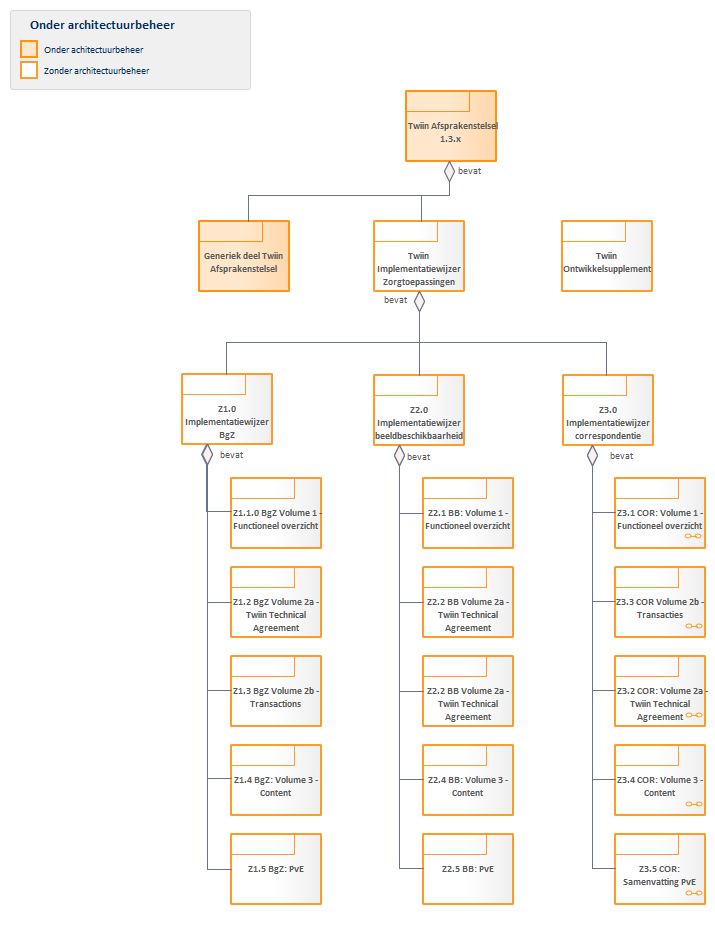 Onder architectuurbeheer
Onder achitectuurbeheer
Zonder architectuurbeheer
Twiin Afsprakenstelsel
1.3.x
bevat
Generiek deel Twiin
Afsprakenstelsel
Twiin
Implementatiewijzer
Zorgtoepassingen
Twiin
Ontwikkelsupplement
bevat
Z1.0
Implementatiewijzer
BgZ
Z2.0
Implementatiewijzer
beeldbeschikbaarheid
Z3.0
Implementatiewijzer
correspondentie
bevat
bevat
bevat
Z1.1.0 BgZ Volume 1 -
Functioneel overzicht
Z2.1 BB: Volume 1 -
Functioneel overzicht
Z3.1 COR: Volume 1 -
Functioneel overzicht
Z1.2 BgZ Volume 2a -
Twiin Technical
Agreement
Z2.2 BB Volume 2a -
Twiin Technical
Agreement
Z3.3 COR Volume 2b -
Transacties
Z1.3 BgZ Volume 2b -
Transactions
Z2.2 BB Volume 2a -
Twiin Technical
Agreement
Z3.2 COR: Volume 2a -
Twiin Technical
Agreement
Z1.4 BgZ: Volume 3 -
Content
Z2.4 BB: Volume 3 -
Content
Z3.4 COR: Volume 3 -
Content
Z1.5 BgZ: PvE
Z2.5 BB: PvE
Z3.5 COR:
Samenvatting PvE